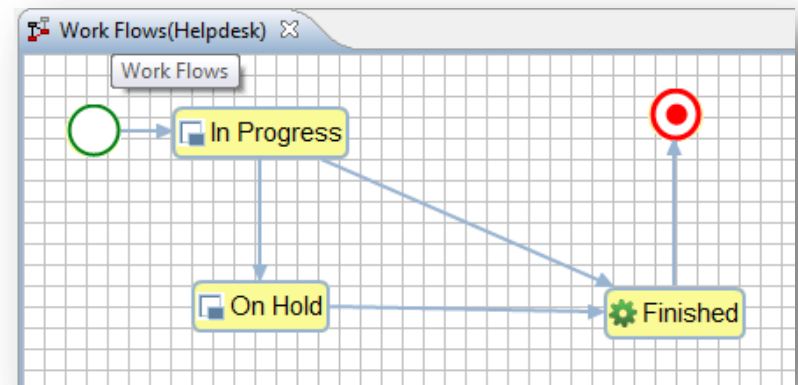 Work Flows(Helpdesk)
Work Flows
In Progress
On Hold
Finished